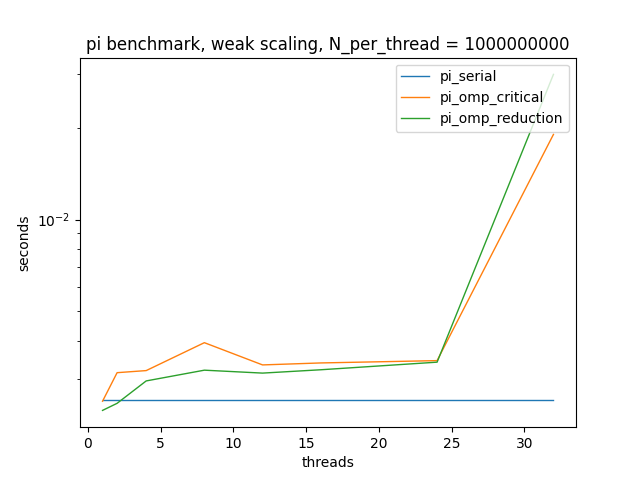 pi benchmark, weak scaling, N_per_thread = 1000000000
pi_serial
pi_omp_critical
pi_omp_reduction
10⁻²
seconds
0 5 10 15 20 25 30
threads